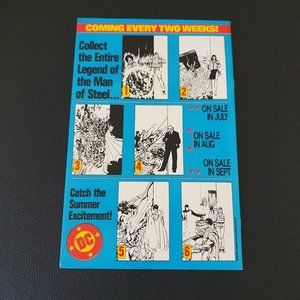 COMING EVERY TWO WEEKS!
Collect
the Entire
Legend of
the Man
of Steel...
1
2
3
4
ON SALE
IN JULY
ON SALE
IN AUG
ON SALE
IN SEPT
Catch the
Summer
Excitement!
DC
5
6